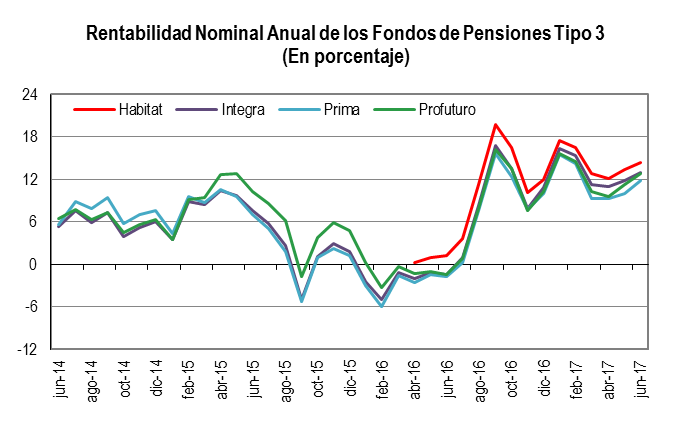 Rentabilidad Nominal Anual de los Fondos de Pensiones Tipo 3
(En porcentaje)
24
18
12
6
0
-6
-12
Habitat
Integra
Prima
Profuturo
jun-14
ago-14
oct-14
dic-14
feb-15
abr-15
jun-15
ago-15
oct-15
dic-15
feb-16
abr-16
jun-16
ago-16
oct-16
dic-16
feb-17
abr-17
jun-17